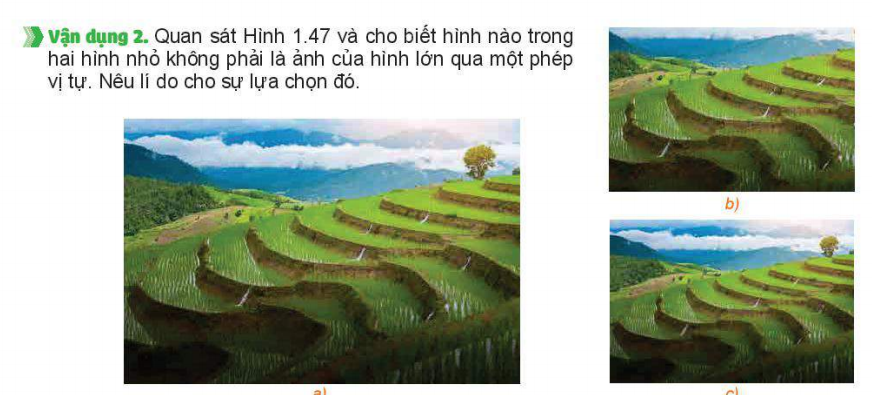 Vận dụng 2. Quan sát Hình 1.47 và cho biết hình nào trong
hai hình nhỏ không phải là ảnh của hình lớn qua một phép
vị tự. Nêu lí do cho sự lựa chọn đó.
b)
a)
c)